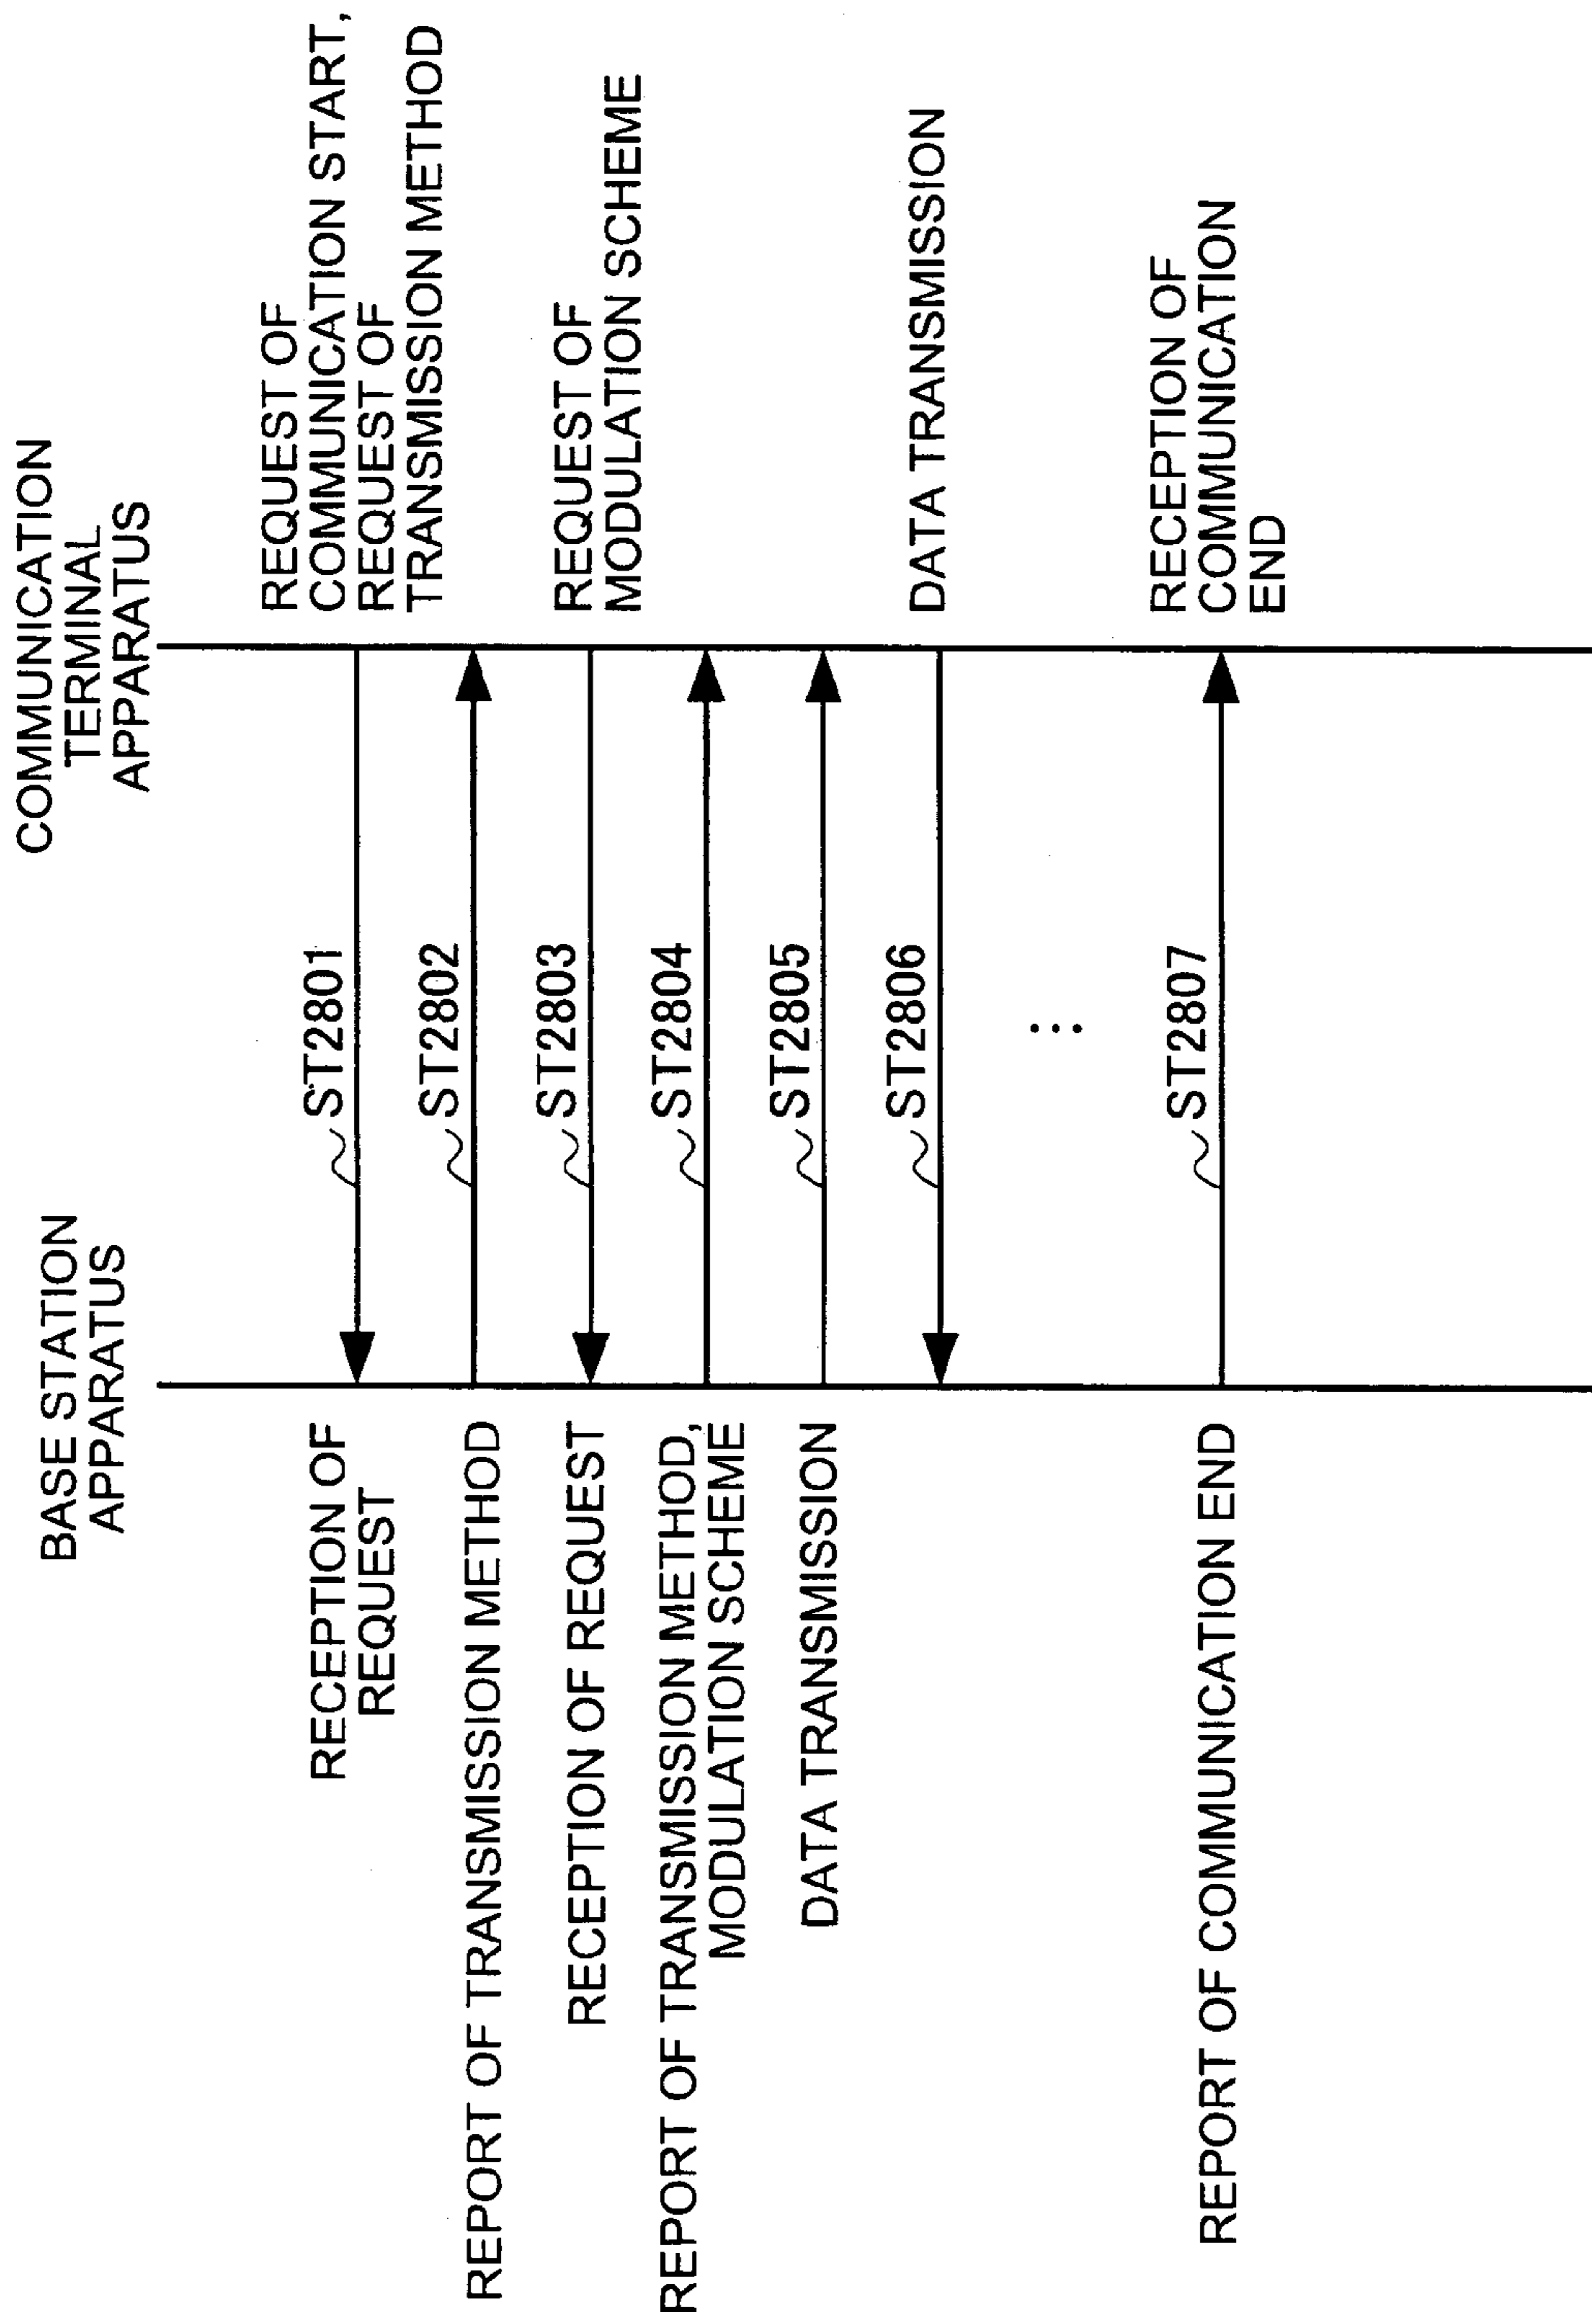 BASE STATION
APPARATUS
COMMUNICATION
TERMINAL
APPARATUS
RECEPTION OF
REQUEST
ST2801
REQUEST OF
COMMUNICATION START,
REQUEST OF
TRANSMISSION METHOD
REPORT OF TRANSMISSION METHOD
ST2802
RECEPTION OF REQUEST
ST2803
REQUEST OF
MODULATION SCHEME
REPORT OF TRANSMISSION METHOD,
MODULATION SCHEME
ST2804
DATA TRANSMISSION
ST2805
ST2806
DATA TRANSMISSION
...
REPORT OF COMMUNICATION END
ST2807
RECEPTION OF
COMMUNICATION
END